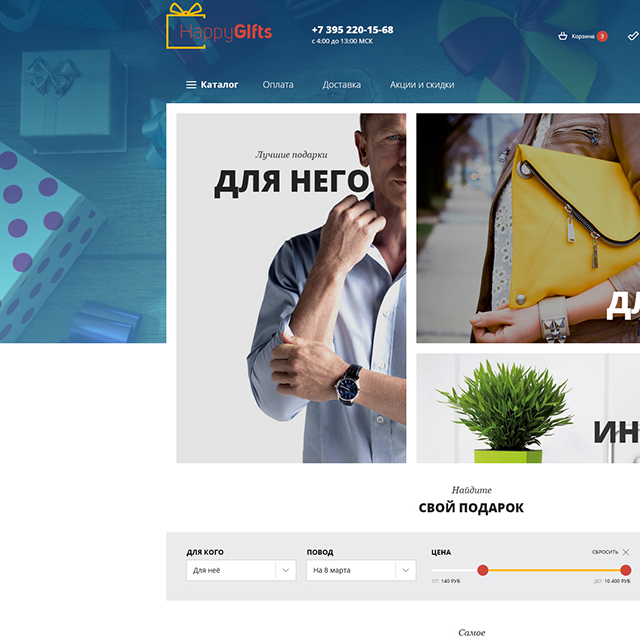 HappyGifts
+7 395 220-15-68
с 4:00 до 13:00 МСК
Корзина 3
Каталог Оплата Доставка Акции и скидки
Лучшие подарки
ДЛЯ НЕГО
Найдите
СВОЙ ПОДАРОК
ДЛЯ КОГО ПОВОД ЦЕНА СБРОСИТЬ
Для неё На 8 марта
ОТ: 140 РУБ ДО: 10 400 РУБ
Самое